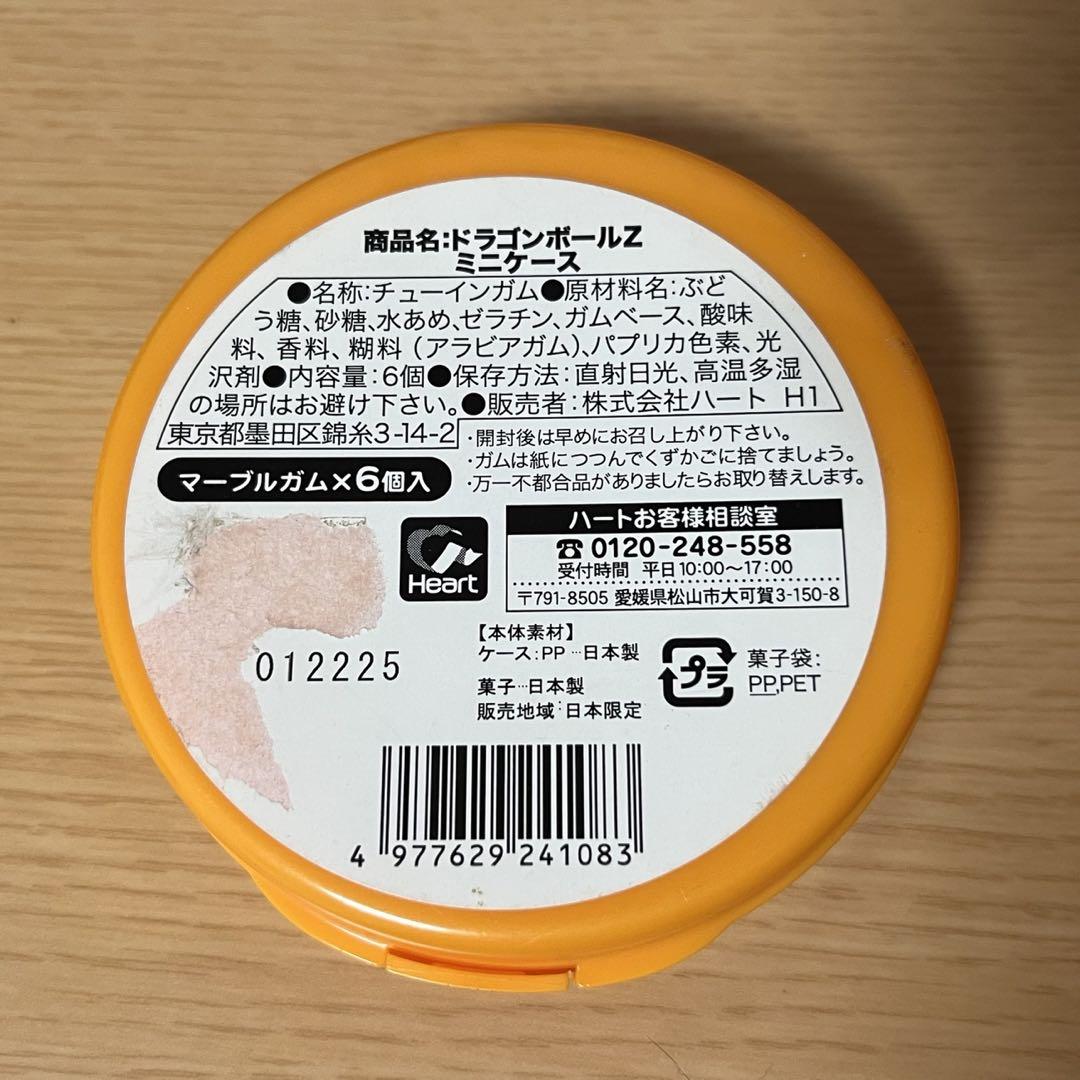 商品名:ドラゴンボールZ
ミニケース
●名称:チューインガム●原材料名:ぶど
う糖、砂糖、水あめ、ゼラチン、ガムベース、酸味
料、香料、糊料(アラビアガム)、パプリカ色素、光
沢剤●内容量:6個●保存方法:直射日光、高温多湿
の場所はお避け下さい。●販売者:株式会社ハート H1
東京都墨田区錦糸3-14-2
・開封後は早めにお召し上がり下さい。
・ガムは紙につつんでくずかごに捨てましょう。
・万一不都合品がありましたらお取り替えします。
マーブルガム×6個入
Heart
ハートお客様相談室
☎0120-248-558
受付時間 平日10:00〜17:00
〒791-8505 愛媛県松山市大可賀3-150-8
012225
【本体素材】
ケース:PP…日本製
菓子…日本製
販売地域:日本限定
プラ
菓子袋:
PP,PET
4 977629 241083